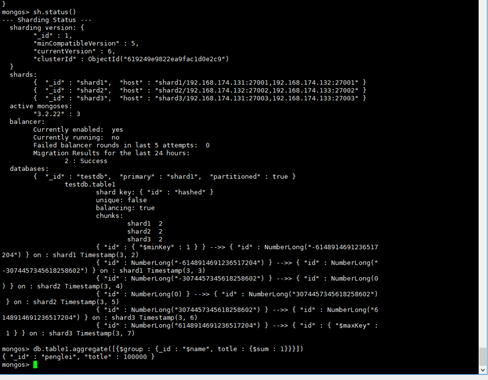 }
mongos> sh.status()
--- Sharding Status ---
  sharding version: {
        "_id" : 1,
        "minCompatibleVersion" : 5,
        "currentVersion" : 6,
        "clusterId" : ObjectId("619249e9822ea9fac1d0e2c9")
  }
  shards:
        {  "_id" : "shard1",  "host" : "shard1/192.168.174.131:27001,192.168.174.132:27001" }
        {  "_id" : "shard2",  "host" : "shard2/192.168.174.132:27002,192.168.174.133:27002" }
        {  "_id" : "shard3",  "host" : "shard3/192.168.174.131:27003,192.168.174.133:27003" }
  active mongoses:
        "3.2.22" : 3
  balancer:
        Currently enabled:  yes
        Currently running:  no
        Failed balancer rounds in last 5 attempts:  0
        Migration Results for the last 24 hours:
                2 : Success
  databases:
        {  "_id" : "testdb",  "primary" : "shard1",  "partitioned" : true }
                testdb.table1
                        shard key: { "id" : "hashed" }
                        unique: false
                        balancing: true
                        chunks:
                                shard1  2
                                shard2  2
                                shard3  2
                        { "id" : { "$minKey" : 1 } } -->> { "id" : NumberLong("-6148914691236517
204") } on : shard1 Timestamp(3, 2)
                        { "id" : NumberLong("-6148914691236517204") } -->> { "id" : NumberLong("
-3074457345618258602") } on : shard1 Timestamp(3, 3)
                        { "id" : NumberLong("-3074457345618258602") } -->> { "id" : NumberLong(0
) } on : shard2 Timestamp(3, 4)
                        { "id" : NumberLong(0) } -->> { "id" : NumberLong("3074457345618258602")
 } on : shard2 Timestamp(3, 5)
                        { "id" : NumberLong("3074457345618258602") } -->> { "id" : NumberLong("6
148914691236517204") } on : shard3 Timestamp(3, 6)
                        { "id" : NumberLong("6148914691236517204") } -->> { "id" : { "$maxKey" :
 1 } } on : shard3 Timestamp(3, 7)
mongos> db.table1.aggregate([{$group : {_id : "$name", totle : {$sum : 1}}}])
{ "_id" : "penglei", "totle" : 100000 }
mongos>